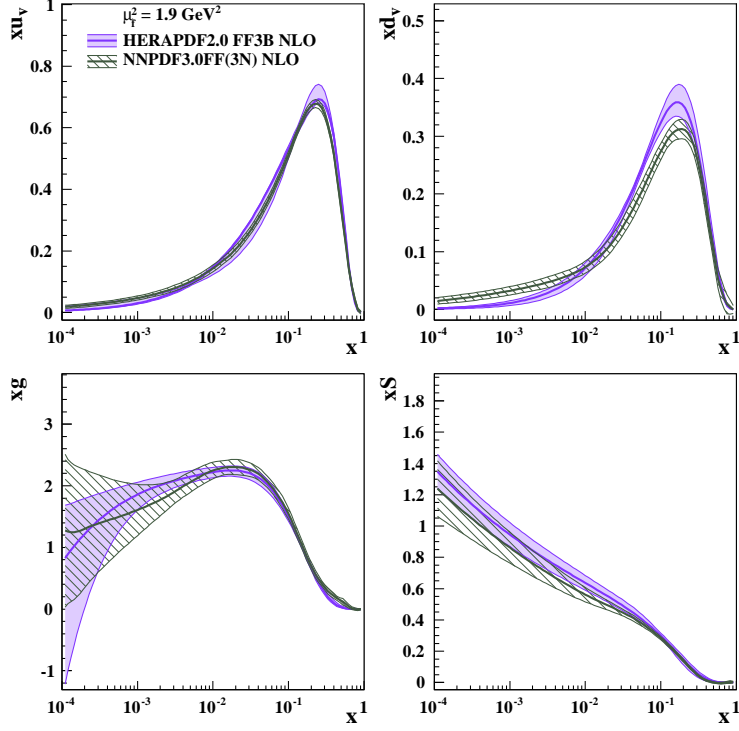 μ_f^2 = 1.9 GeV^2
HERAPDF2.0 FF3B NLO
NNPDF3.0FF(3N) NLO
xu_v
1
0.8
0.6
0.4
0.2
0
10^-4 10^-3 10^-2 10^-1 1
x
xd_v
0.5
0.4
0.3
0.2
0.1
0
10^-4 10^-3 10^-2 10^-1 1
x
xg
3
2
1
0
-1
10^-4 10^-3 10^-2 10^-1 1
x
xS
1.8
1.6
1.4
1.2
1
0.8
0.6
0.4
0.2
0
10^-4 10^-3 10^-2 10^-1 1
x